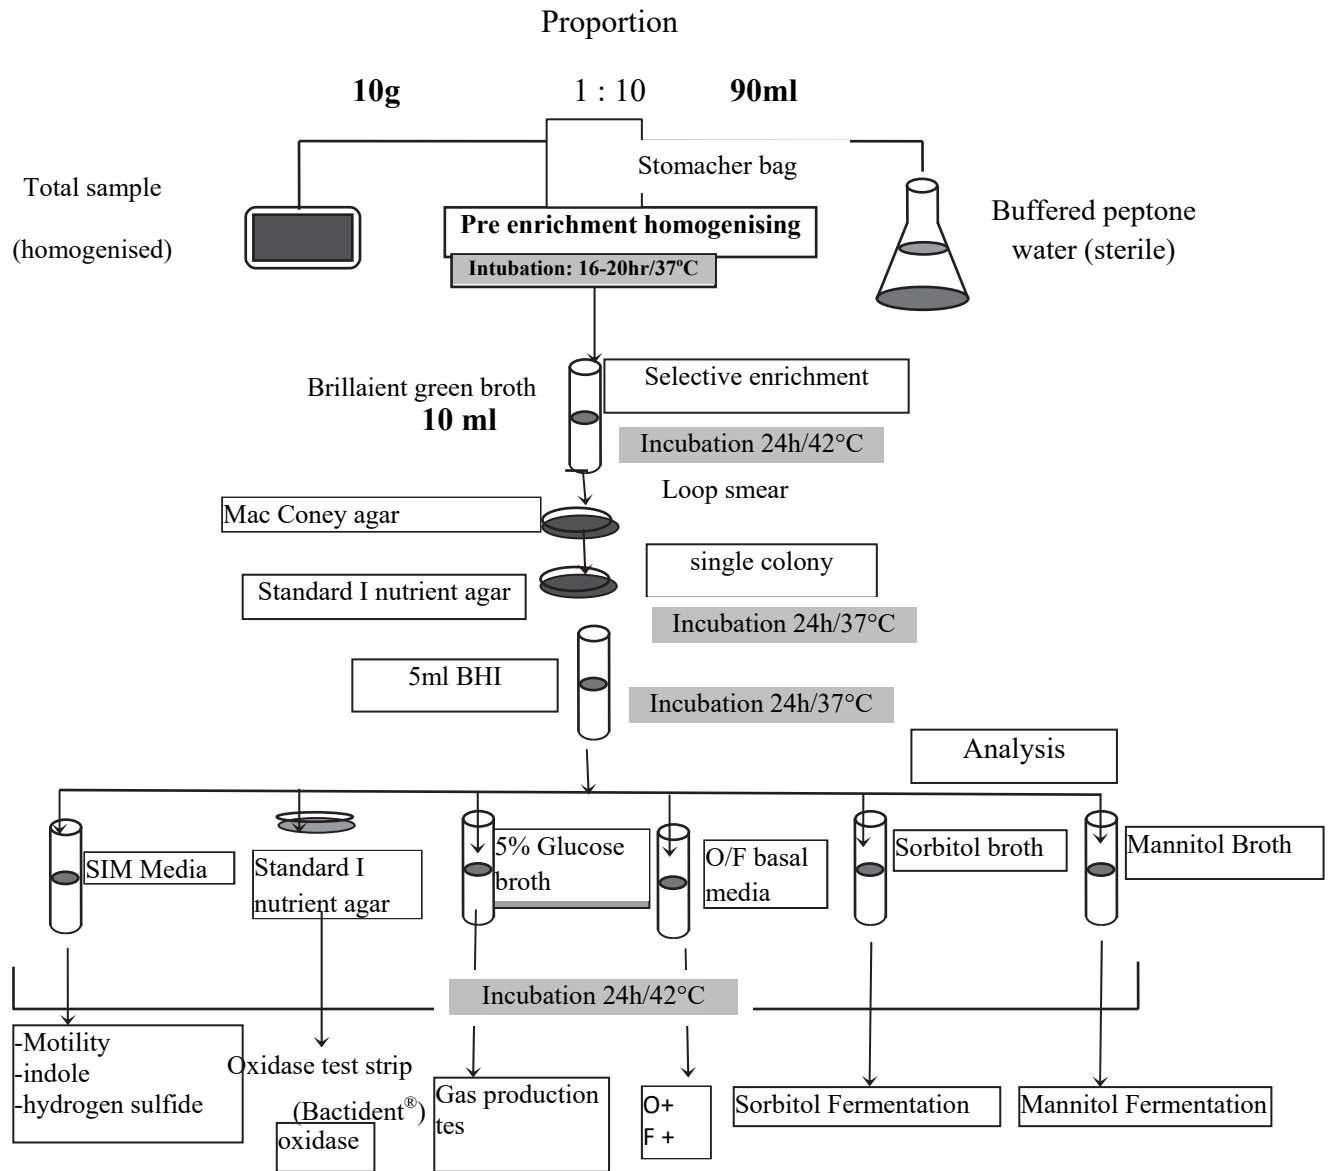 Proportion
10g
1 : 10
90ml
Stomacher bag
Total sample
(homogenised)
Pre enrichment homogenising
Intubation: 16-20hr/37ºC
Buffered peptone
water (sterile)
Brillaient green broth
10 ml
Selective enrichment
Incubation 24h/42°C
Loop smear
Mac Coney agar
single colony
Standard I nutrient agar
Incubation 24h/37°C
5ml BHI
Incubation 24h/37°C
Analysis
SIM Media
Standard I
nutrient agar
5% Glucose
broth
O/F basal
media
Sorbitol broth
Mannitol Broth
Incubation 24h/42°C
-Motility
-indole
-hydrogen sulfide
Oxidase test strip
(Bactident®)
oxidase
Gas production
tes
O+
F +
Sorbitol Fermentation
Mannitol Fermentation